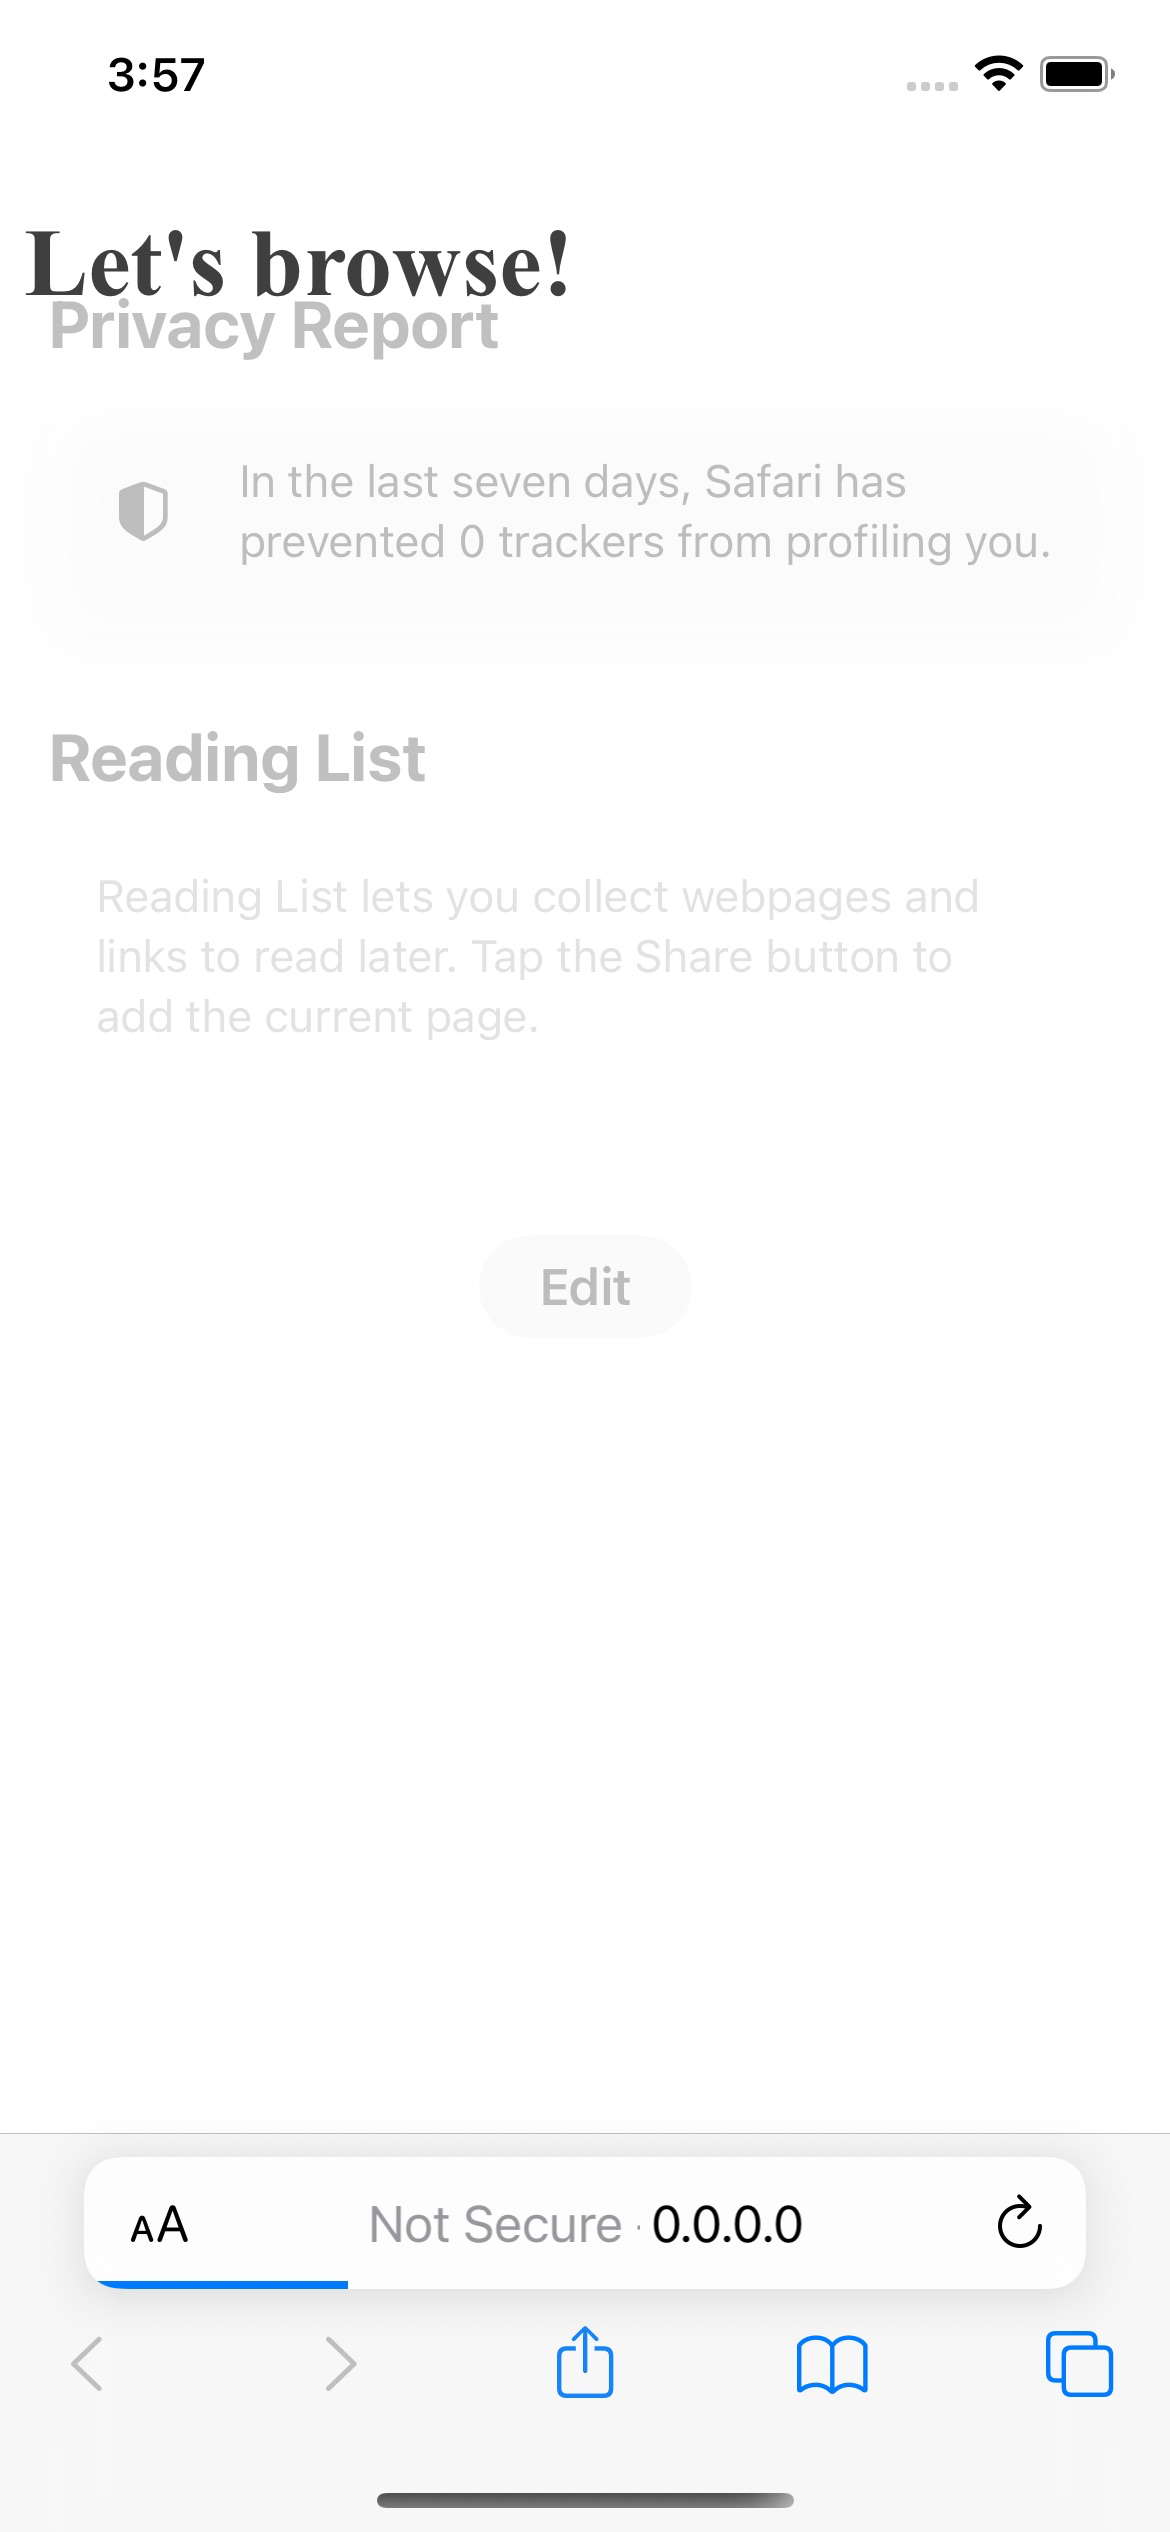 3:57
Let's browse!
Privacy Report
In the last seven days, Safari has
prevented 0 trackers from profiling you.
Reading List
Reading List lets you collect webpages and
links to read later. Tap the Share button to
add the current page.
Edit
AA Not Secure · 0.0.0.0